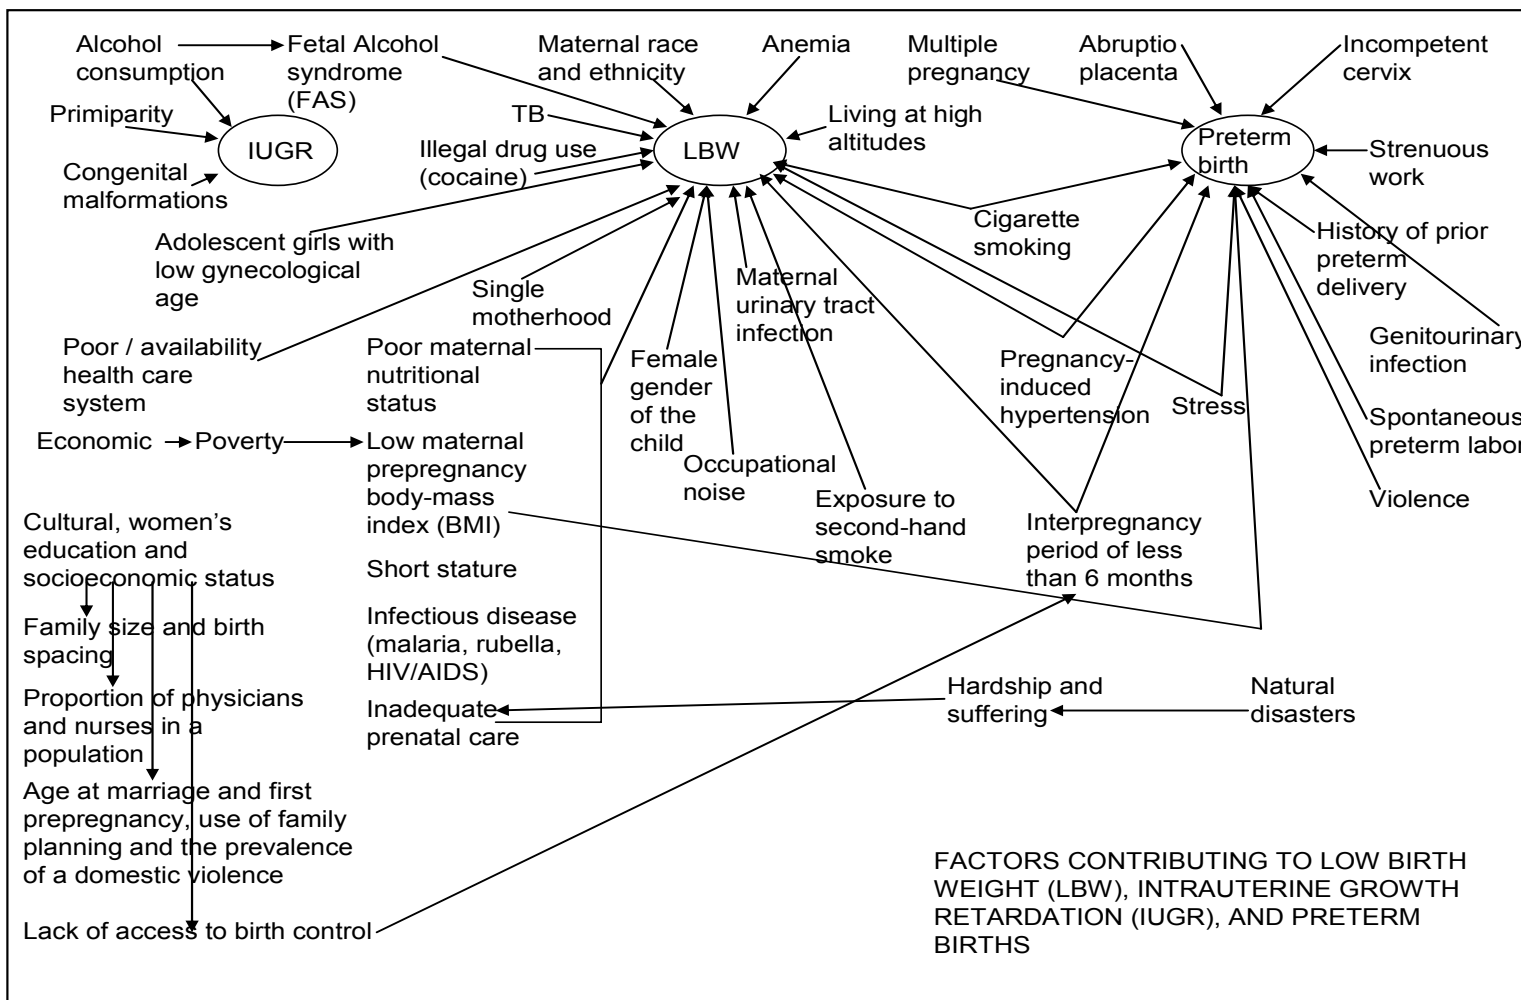 Alcohol
consumption
Fetal Alcohol
syndrome
(FAS)
Maternal race
and ethnicity
Anemia
Multiple
pregnancy
Abruptio
placenta
Incompetent
cervix
Primiparity
TB
Living at high
altitudes
IUGR
Illegal drug use
(cocaine)
LBW
Preterm
birth
Strenuous
work
Congenital
malformations
Adolescent girls with
low gynecological
age
Cigarette
smoking
History of prior
preterm
delivery
Single
motherhood
Maternal
urinary tract
infection
Genitourinary
infection
Poor / availability
health care
system
Poor maternal
nutritional
status
Female
gender
of the
child
Pregnancy-
induced
hypertension
Stress
Spontaneous
preterm labor
Economic
Poverty
Low maternal
prepregnancy
body-mass
index (BMI)
Occupational
noise
Exposure to
second-hand
smoke
Violence
Interpregnancy
period of less
than 6 months
Cultural, women's
education and
socioeconomic status
Short stature
Family size and birth
spacing
Infectious disease
(malaria, rubella,
HIV/AIDS)
Proportion of physicians
and nurses in a
population
Inadequate
prenatal care
Hardship and
suffering
Natural
disasters
Age at marriage and first
prepregnancy, use of family
planning and the prevalence
of a domestic violence
Lack of access to birth control
FACTORS CONTRIBUTING TO LOW BIRTH
WEIGHT (LBW), INTRAUTERINE GROWTH
RETARDATION (IUGR), AND PRETERM
BIRTHS